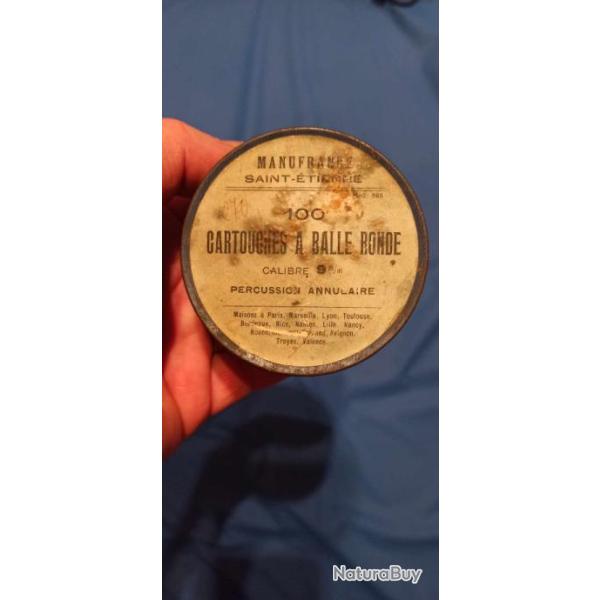 MANUFRANCE
SAINT-ÉTIENNE
100
CARTOUCHES A BALLE RONDE
CALIBRE 9 m/m
PERCUSSION ANNULAIRE
Maisons à Paris, Marseille, Lyon, Toulouse,
Bordeaux, Nice, Nantes, Lille, Nancy,
Avignon,
Troyes, Valence.
NaturaBuy